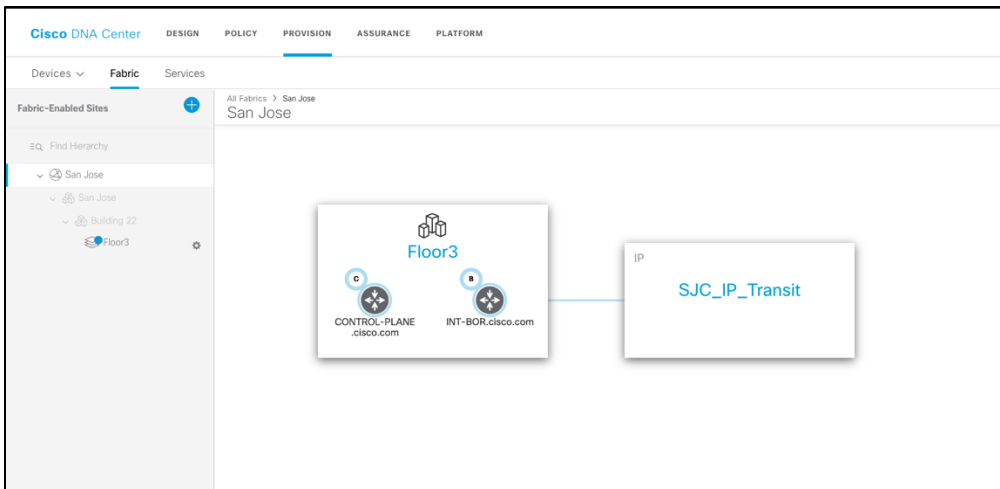 Cisco DNA Center DESIGN POLICY PROVISION ASSURANCE PLATFORM
Devices Fabric Services
Fabric-Enabled Sites
Find Hierarchy
San Jose
San Jose
Building 22
Floor3
All Fabrics > San Jose
San Jose
Floor3
C
B
CONTROL-PLANE
.cisco.com
INT-BOR.cisco.com
IP
SJC_IP_Transit